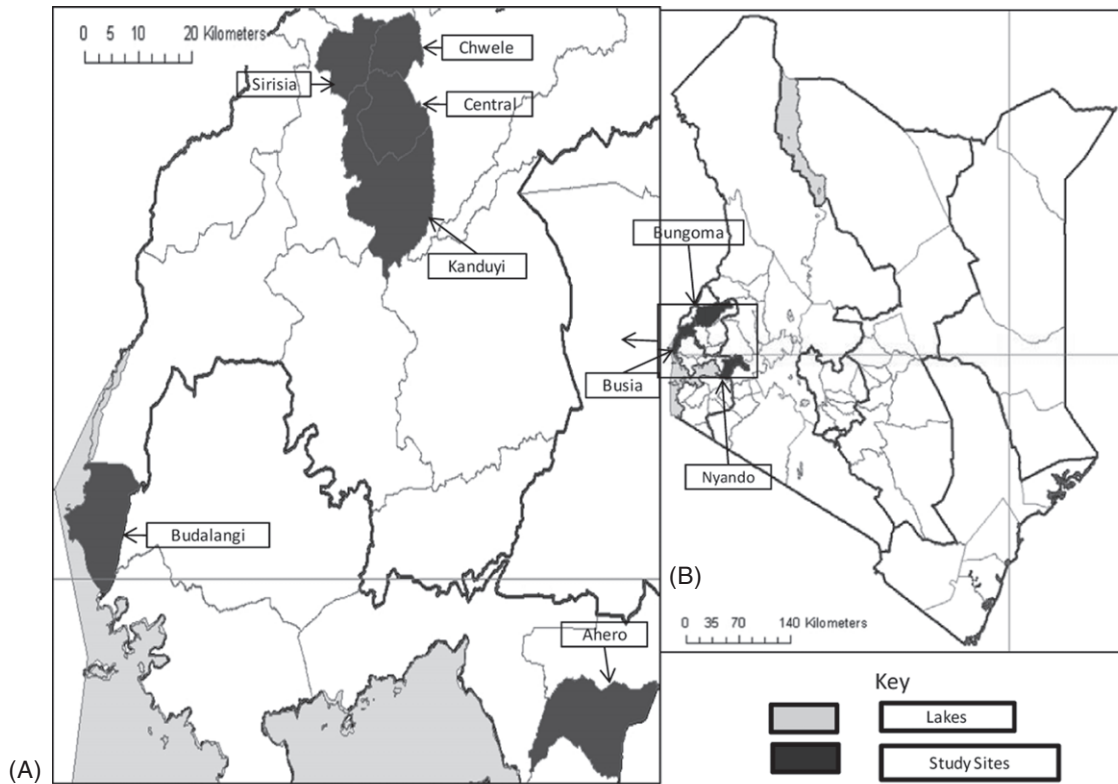 0 5 10 20 Kilometers
Chwele
Sirisia
Central
Kanduyi
Budalangi
Ahero
(A)
Bungoma
Busia
Nyando
(B)
0 35 70 140 Kilometers
Key
Lakes
Study Sites